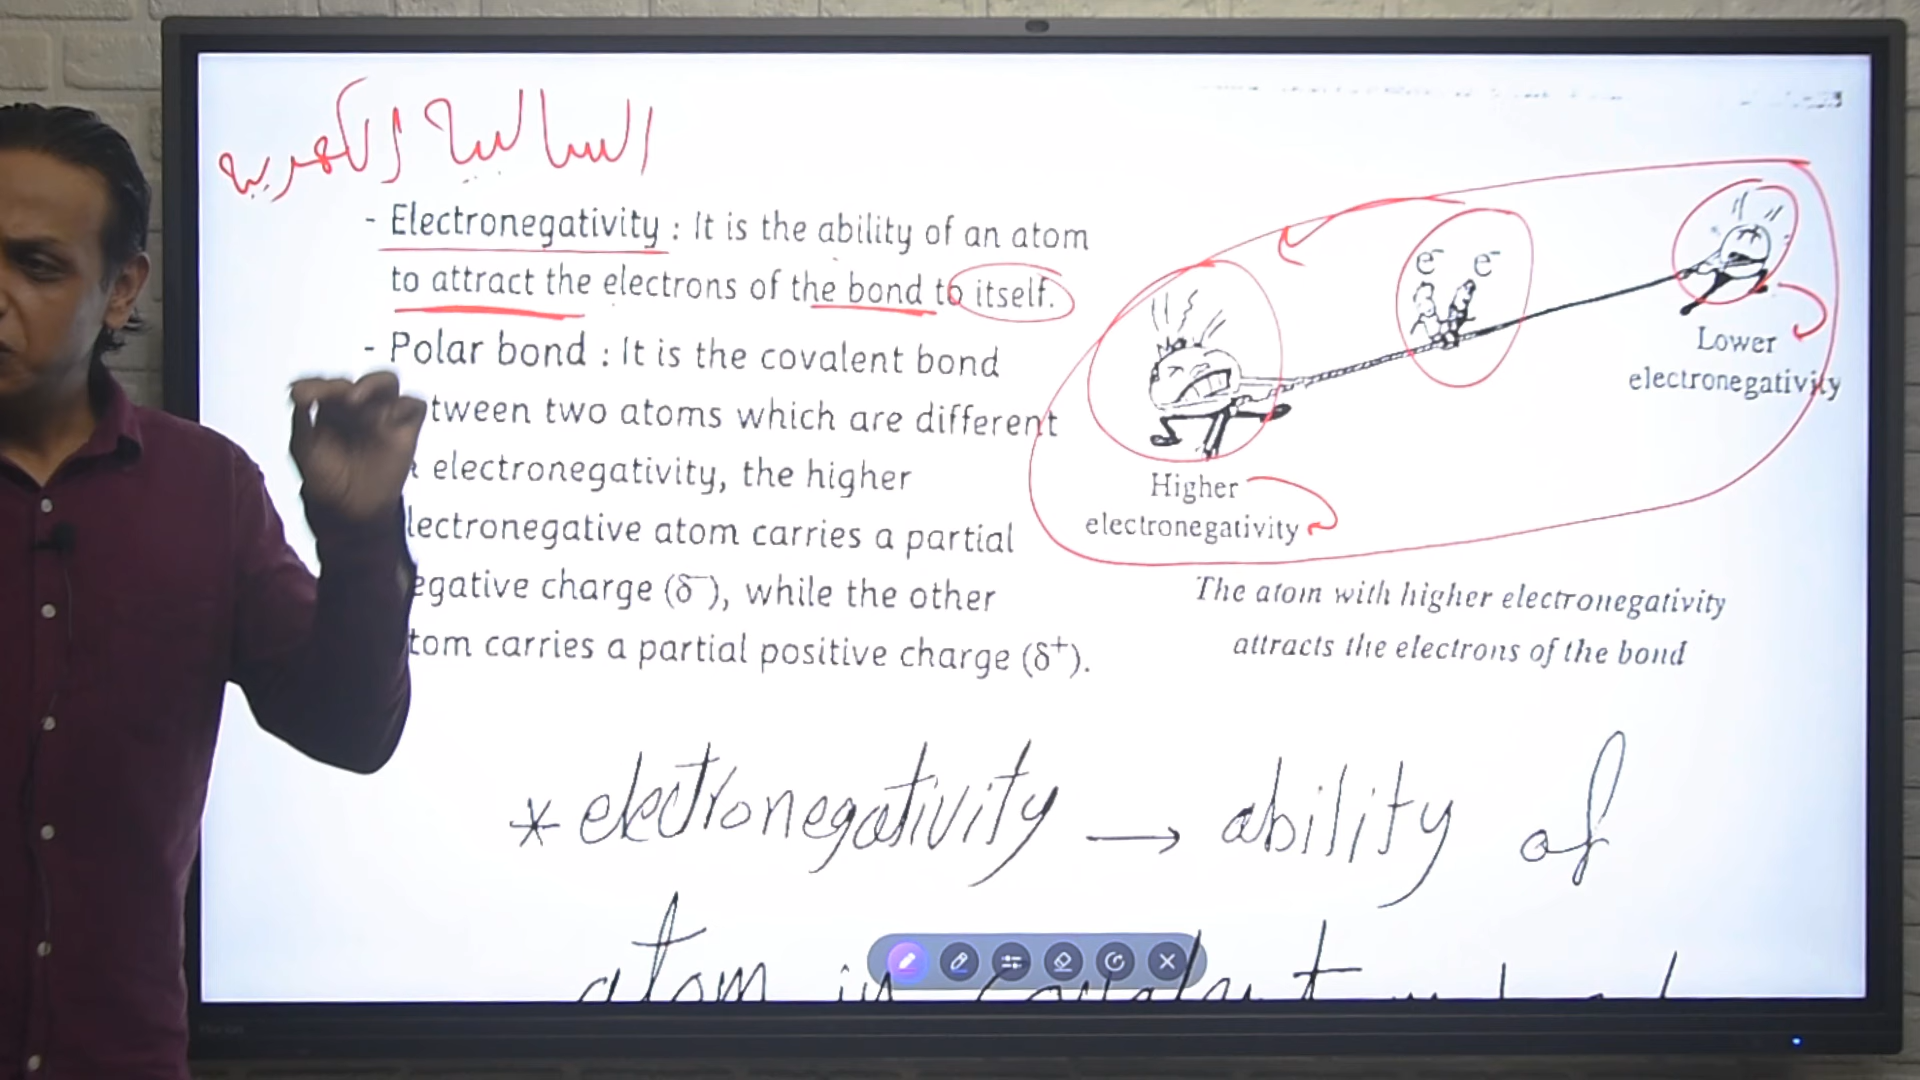 السالبية الكهربية
- Electronegativity : It is the ability of an atom
to attract the electrons of the bond to itself.
- Polar bond : It is the covalent bond
tween two atoms which are different
electronegativity, the higher
lectronegative atom carries a partial
egative charge (δ⁻), while the other
tom carries a partial positive charge (δ⁺).
e⁻ e⁻
Lower
electronegativity
Higher
electronegativity
The atom with higher electronegativity
attracts the electrons of the bond
* electronegativity → ability of
atom in covalent